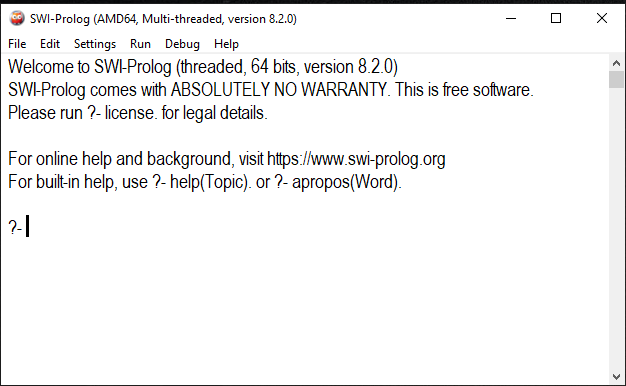 SWI-Prolog (AMD64, Multi-threaded, version 8.2.0)
File Edit Settings Run Debug Help
Welcome to SWI-Prolog (threaded, 64 bits, version 8.2.0)
SWI-Prolog comes with ABSOLUTELY NO WARRANTY. This is free software.
Please run ?- license. for legal details.
For online help and background, visit https://www.swi-prolog.org
For built-in help, use ?- help(Topic). or ?- apropos(Word).
?-